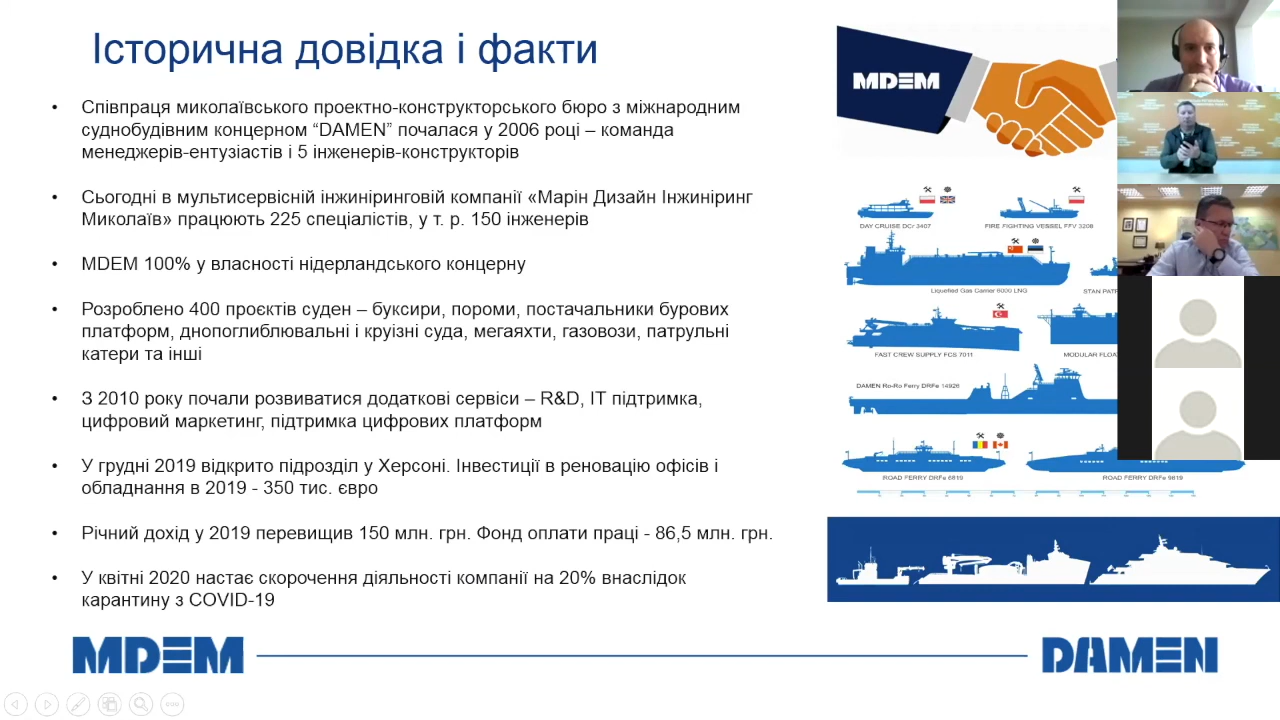 Історична довідка і факти
• Співпраця миколаївського проектно-конструкторського бюро з міжнародним
суднобудівним концерном “DAMEN” почалася у 2006 році – команда
менеджерів-ентузіастів і 5 інженерів-конструкторів
• Сьогодні в мультисервісній інжиніринговій компанії «Марін Дизайн Інжиніринг
Миколаїв» працюють 225 спеціалістів, у т. р. 150 інженерів
• MDEM 100% у власності нідерландського концерну
• Розроблено 400 проєктів суден – буксири, пороми, постачальники бурових
платформ, днопоглиблювальні і круїзні суда, мегаяхти, газовози, патрульні
катери та інші
• З 2010 року почали розвиватися додаткові сервіси – R&D, IT підтримка,
цифровий маркетинг, підтримка цифрових платформ
• У грудні 2019 відкрито підрозділ у Херсоні. Інвестиції в реновацію офісів і
обладнання в 2019 - 350 тис. євро
• Річний дохід у 2019 перевищив 150 млн. грн. Фонд оплати праці - 86,5 млн. грн.
• У квітні 2020 настає скорочення діяльності компанії на 20% внаслідок
карантину з COVID-19
MDEM
DAY CRUISE DCr 3407
FIRE FIGHTING VESSEL FFV 3208
Liquefied Gas Carrier 6000 LNG
STAN PATR
FAST CREW SUPPLY FCS 7011
MODULAR FLOA
DAMEN Ro-Ro Ferry DRFe 14926
ROAD FERRY DRFe 6819
ROAD FERRY DRFe 9819
MDEM
DAMEN